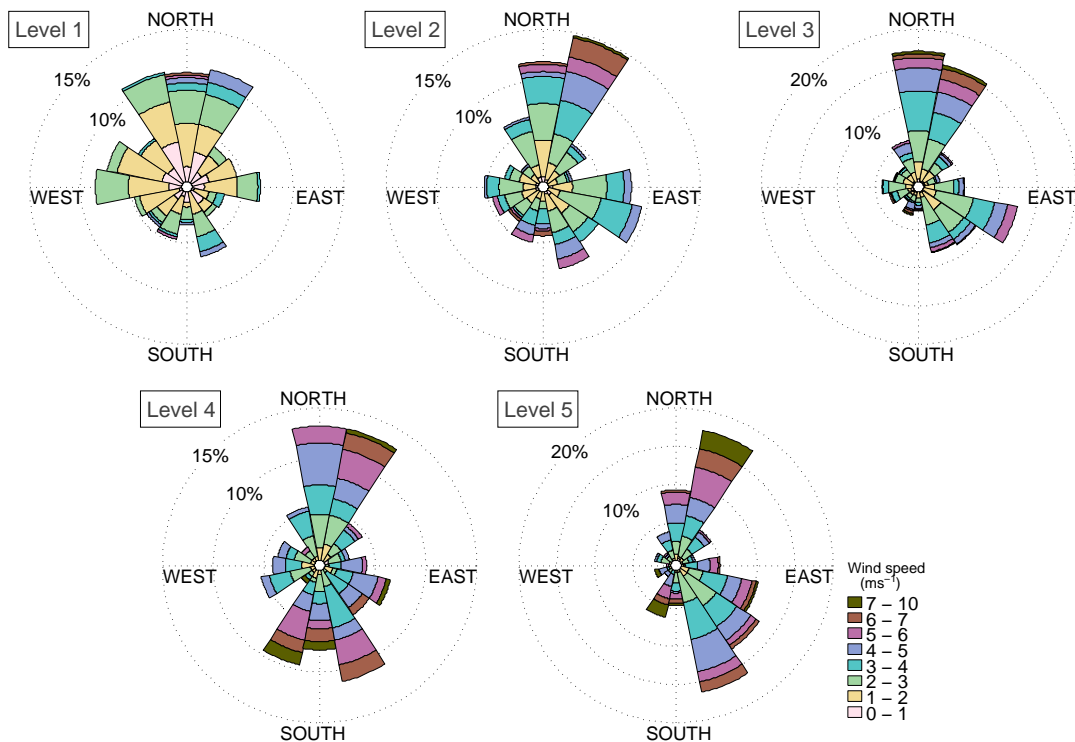 Level 1
NORTH
15%
10%
WEST
EAST
SOUTH
Level 2
NORTH
15%
10%
WEST
EAST
SOUTH
Level 3
NORTH
20%
10%
WEST
EAST
SOUTH
Level 4
NORTH
15%
10%
WEST
EAST
SOUTH
Level 5
NORTH
20%
10%
WEST
EAST
SOUTH
Wind speed
(ms⁻¹)
7 − 10
6 − 7
5 − 6
4 − 5
3 − 4
2 − 3
1 − 2
0 − 1